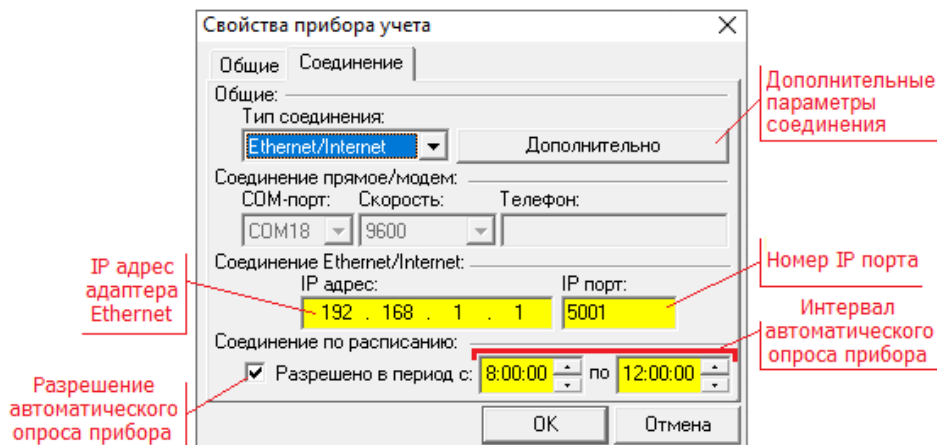 Свойства прибора учета
Общие Соединение
Общие:
Тип соединения:
Ethernet/Internet Дополнительно
Дополнительные
параметры
соединения
Соединение прямое/модем:
COM-порт: Скорость: Телефон:
COM18 9600
Соединение Ethernet/Internet:
IP адрес: IP порт:
192 . 168 . 1 . 1 5001
IP адрес
адаптера
Ethernet
Номер IP порта
Соединение по расписанию:
Разрешено в период с: 8:00:00 по 12:00:00
Интервал
автоматического
опроса прибора
Разрешение
автоматического
опроса прибора
OK Отмена